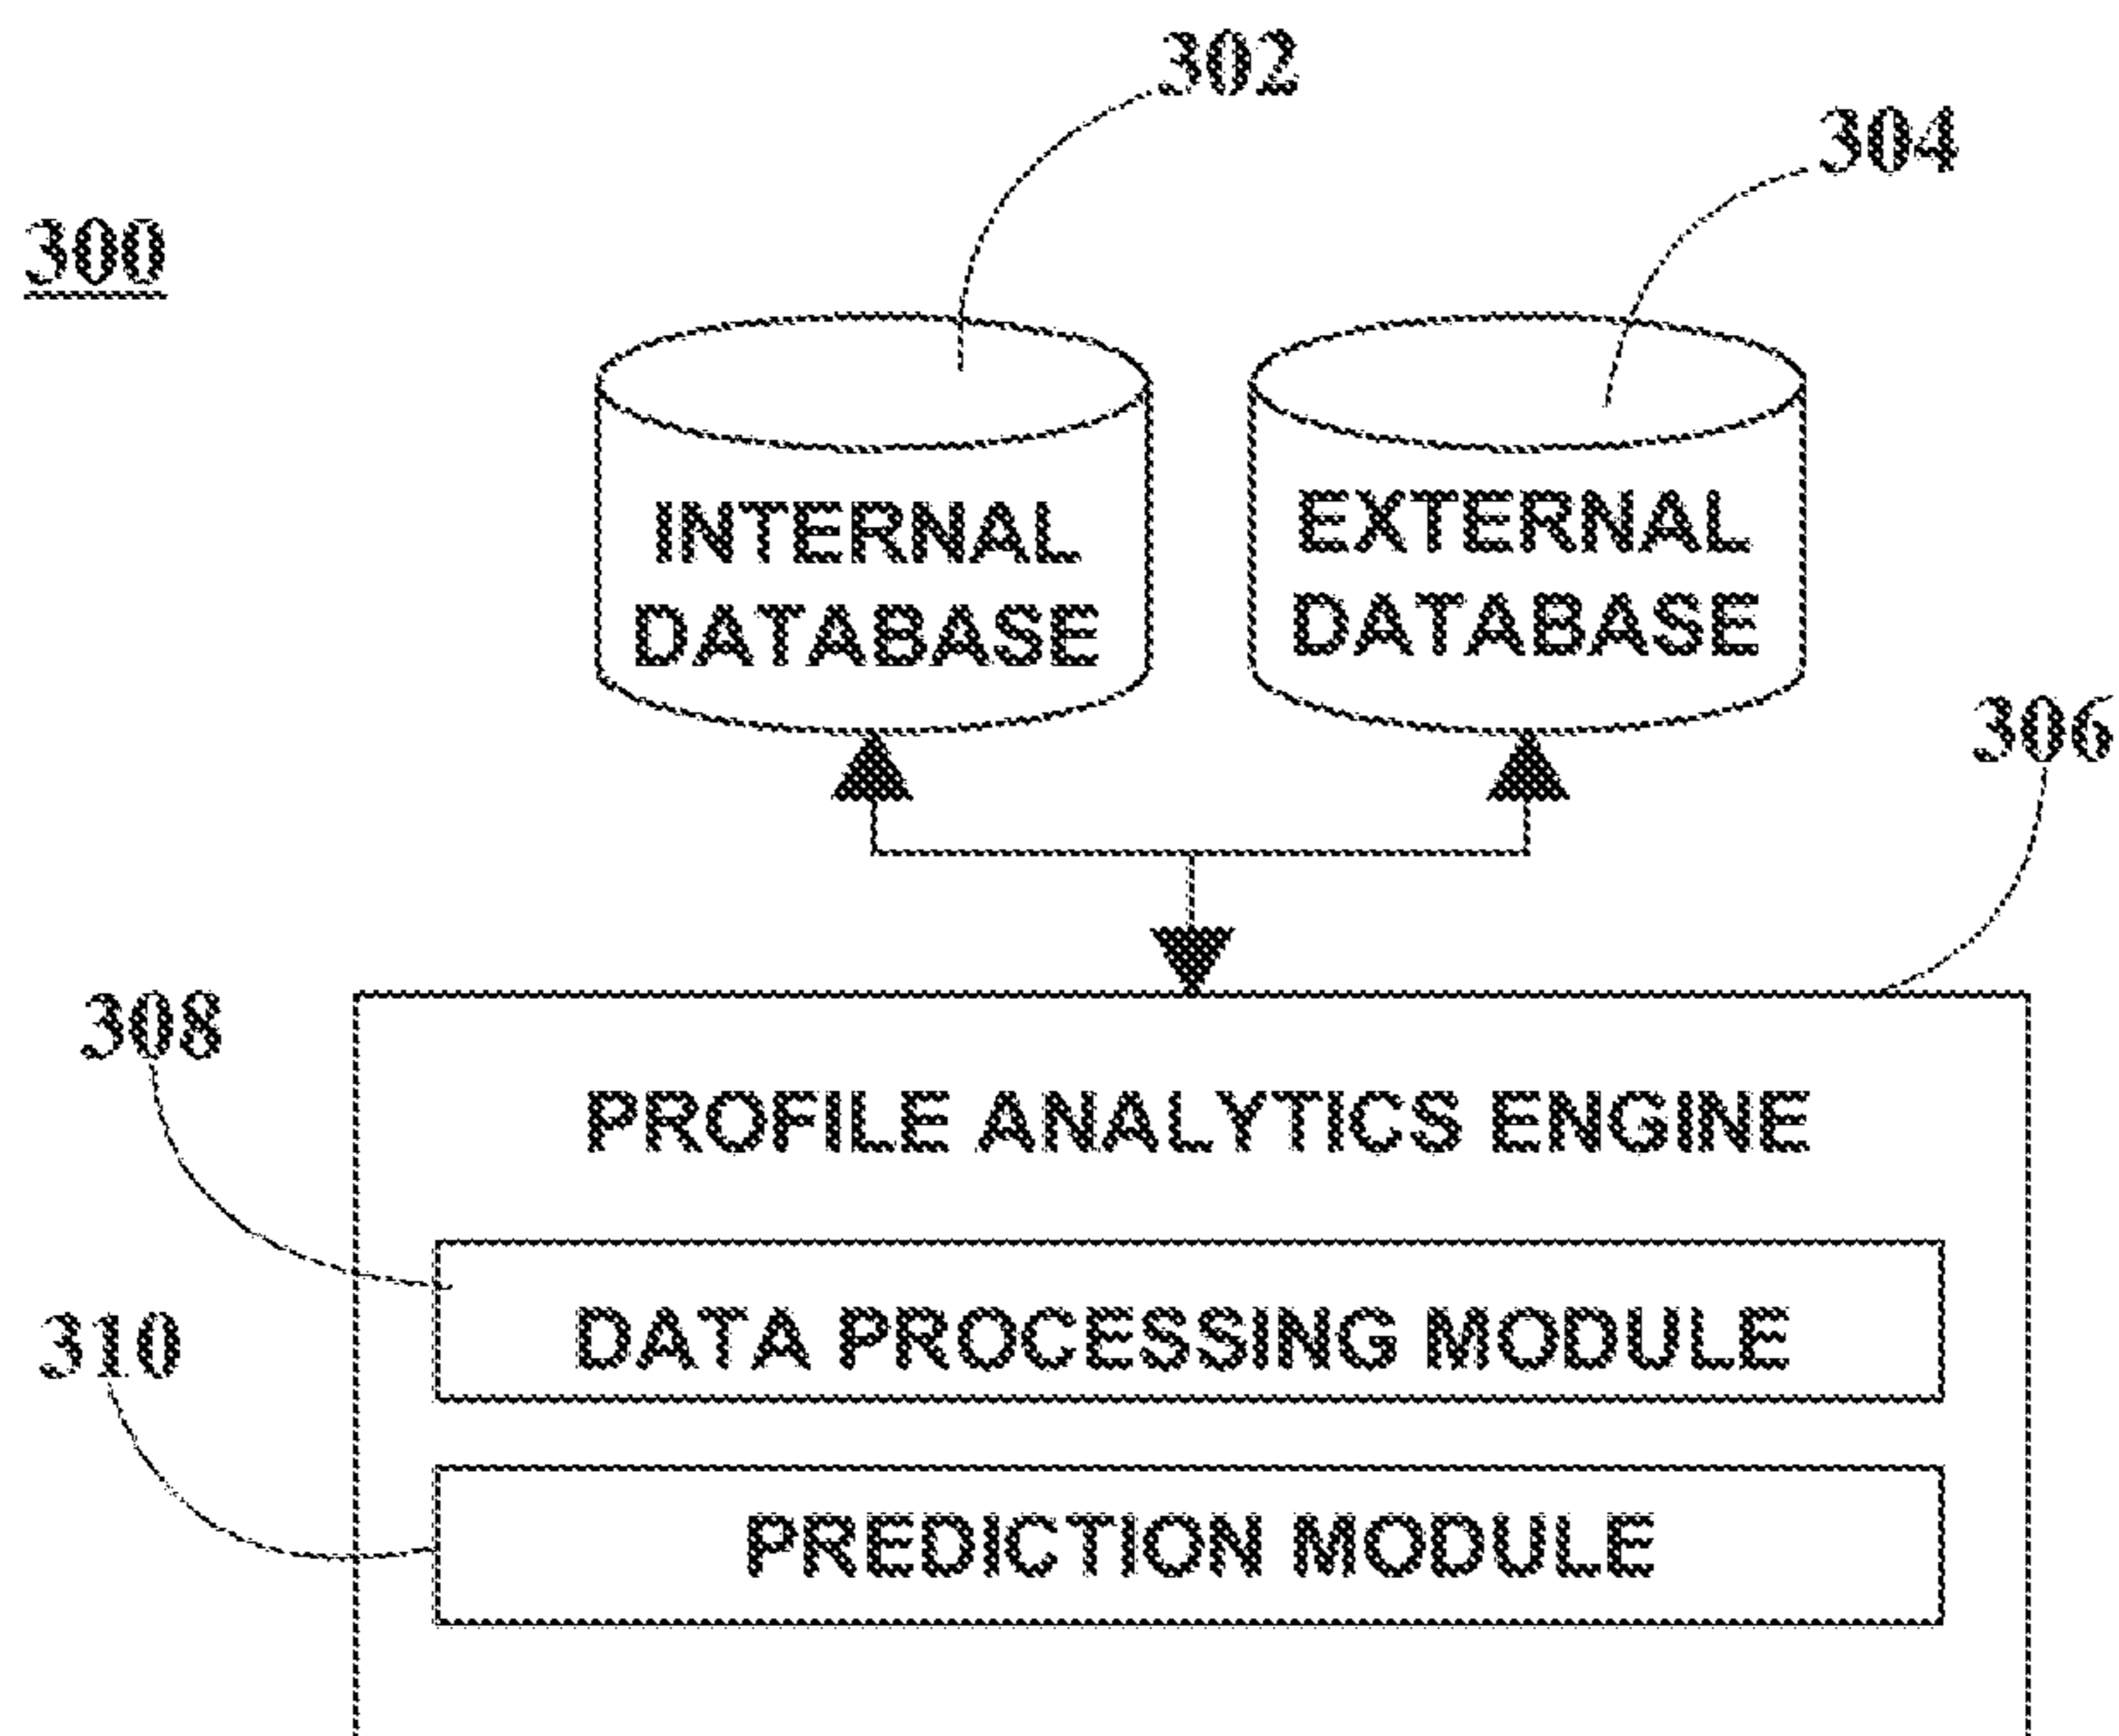 302
304
300
INTERNAL
DATABASE
EXTERNAL
DATABASE
306
308
PROFILE ANALYTICS ENGINE
DATA PROCESSING MODULE
310
PREDICTION MODULE